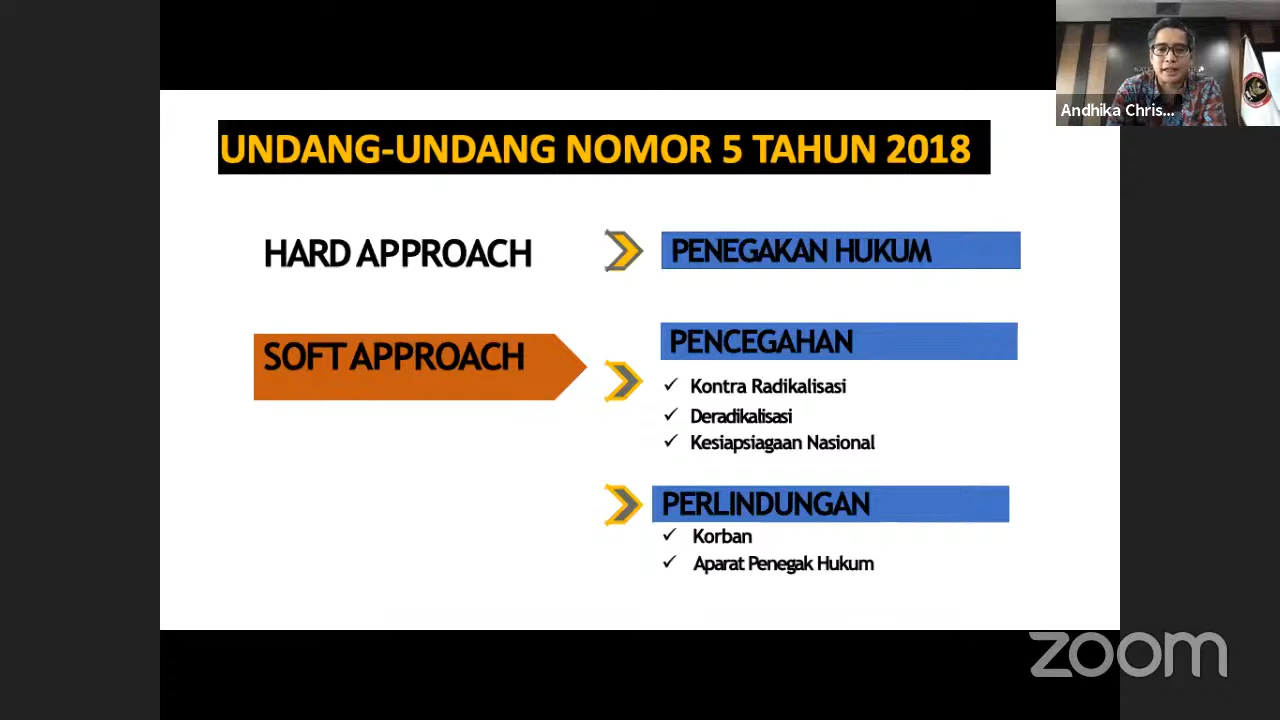 Andhika Chris...
UNDANG-UNDANG NOMOR 5 TAHUN 2018
HARD APPROACH
PENEGAKAN HUKUM
SOFT APPROACH
PENCEGAHAN
✓ Kontra Radikalisasi
✓ Deradikalisasi
✓ Kesiapsiagaan Nasional
PERLINDUNGAN
✓ Korban
✓ Aparat Penegak Hukum
zoom